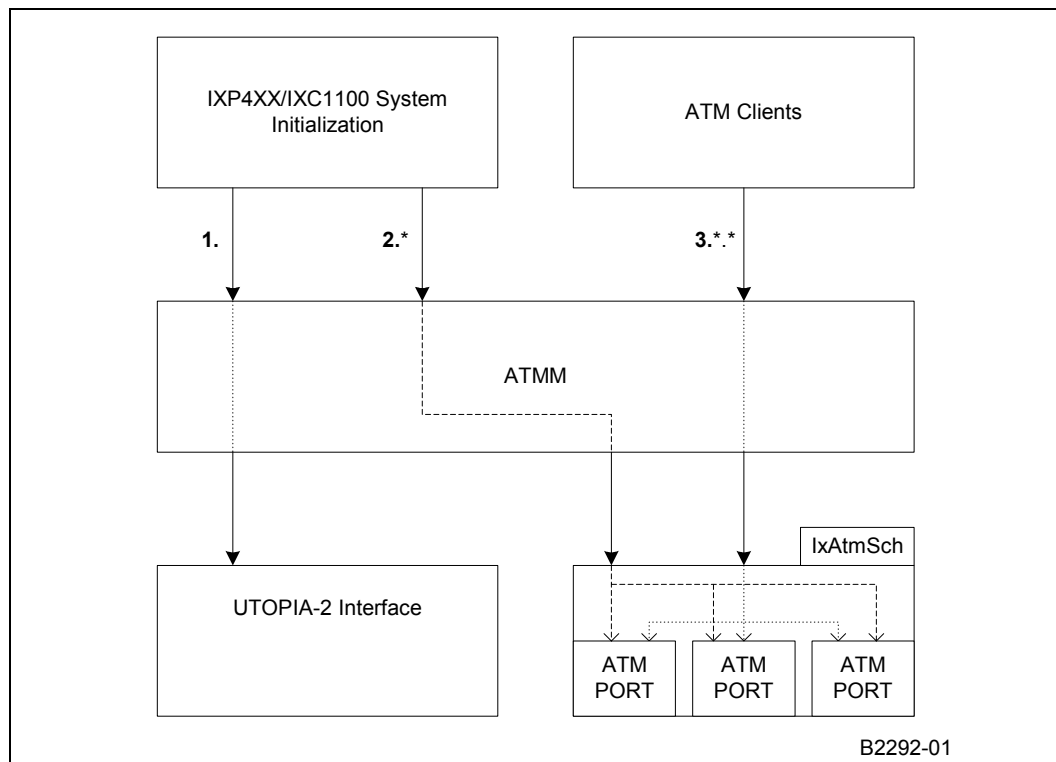 IXP4XX/IXC1100 System
Initialization
ATM Clients
1.
2.*
3.*.*
ATMM
IxAtmSch
UTOPIA-2 Interface
ATM
PORT
ATM
PORT
ATM
PORT
B2292-01